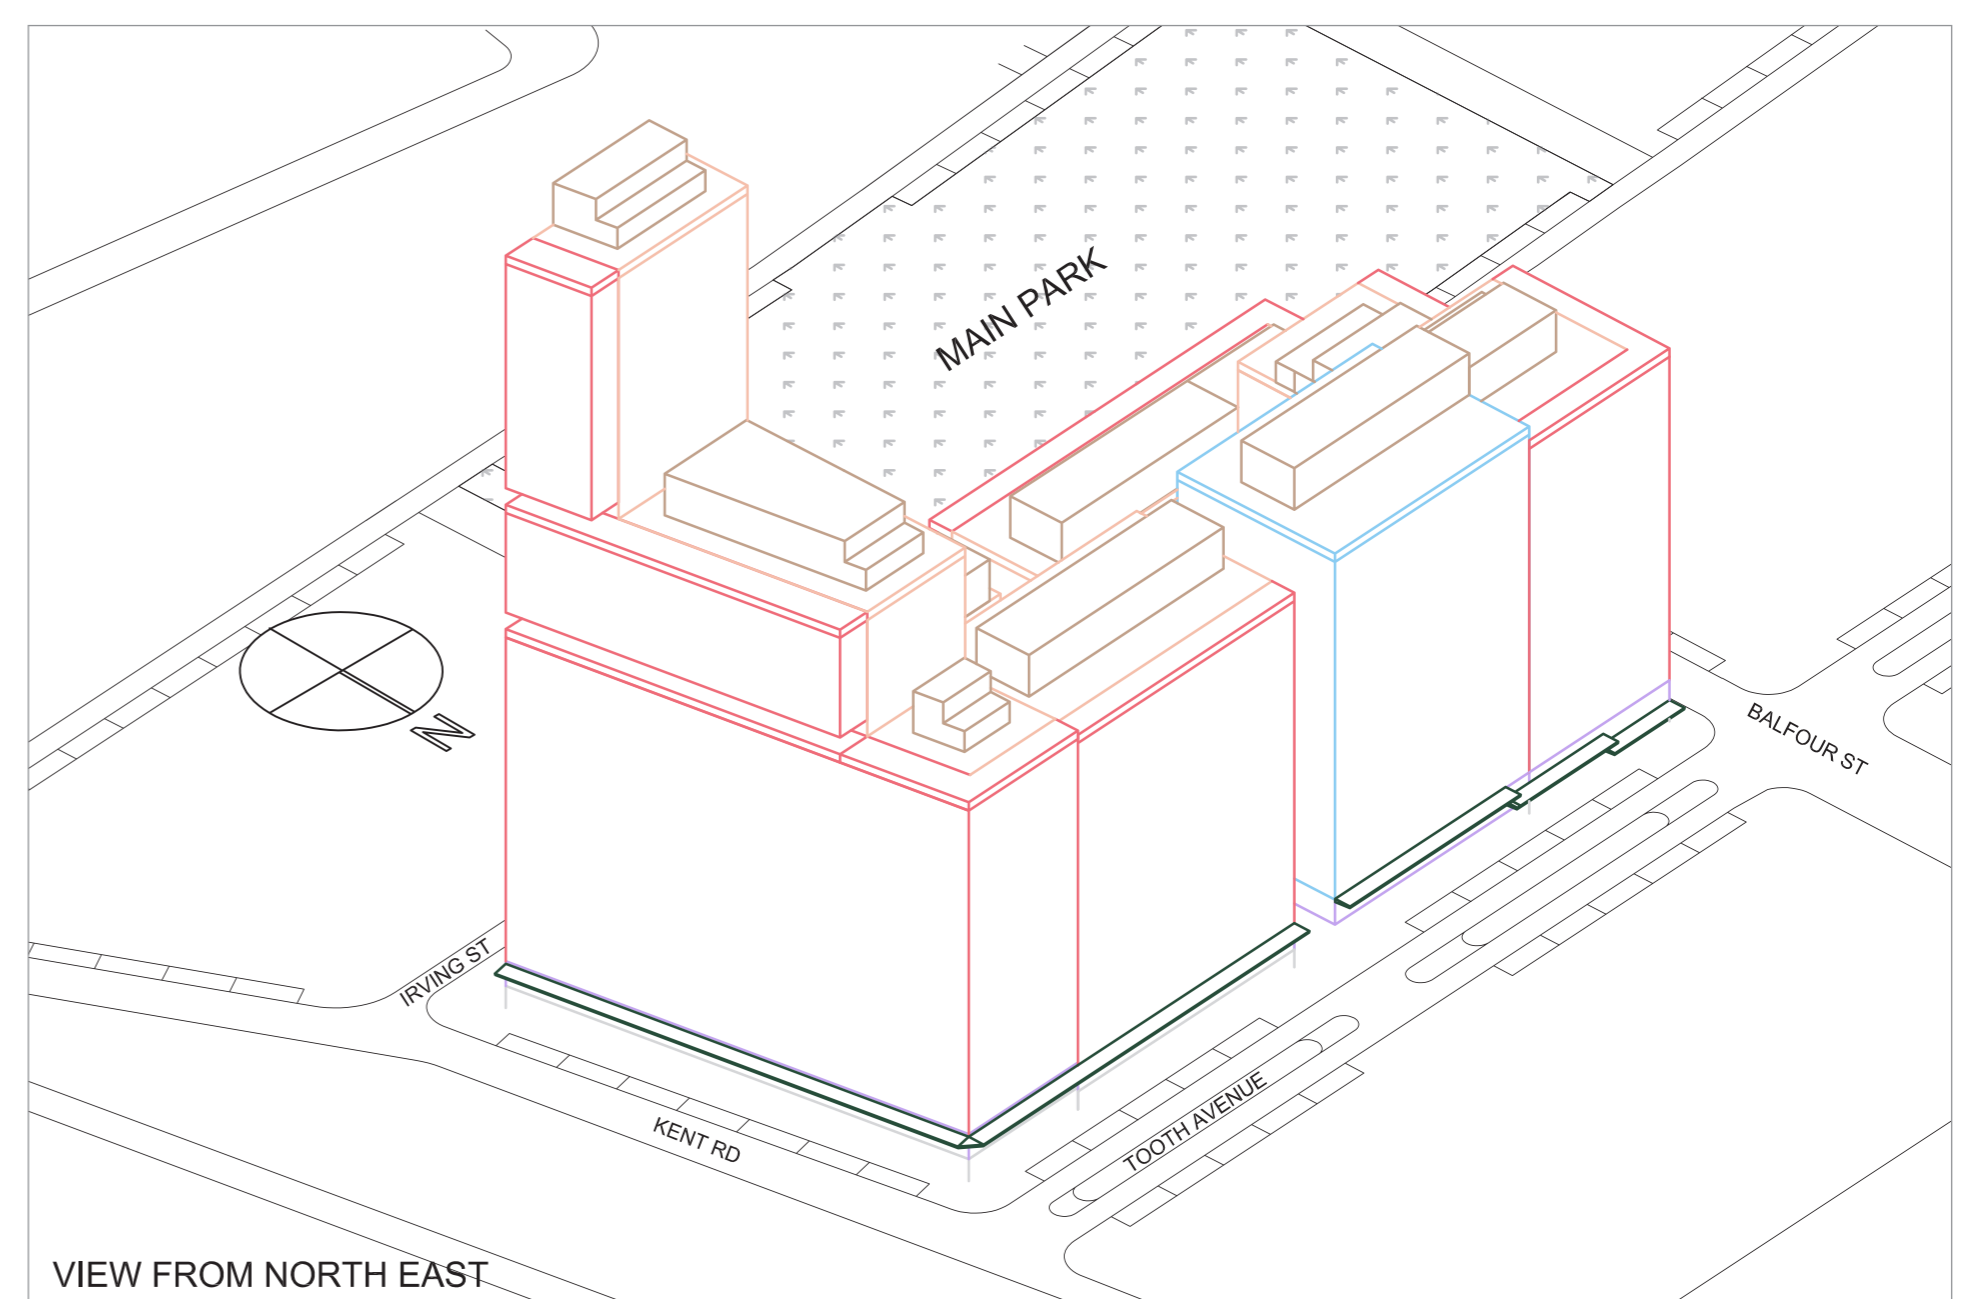 MAIN PARK
N
BALFOUR ST
IRVING ST
TOOTH AVENUE
KENT RD
VIEW FROM NORTH EAST